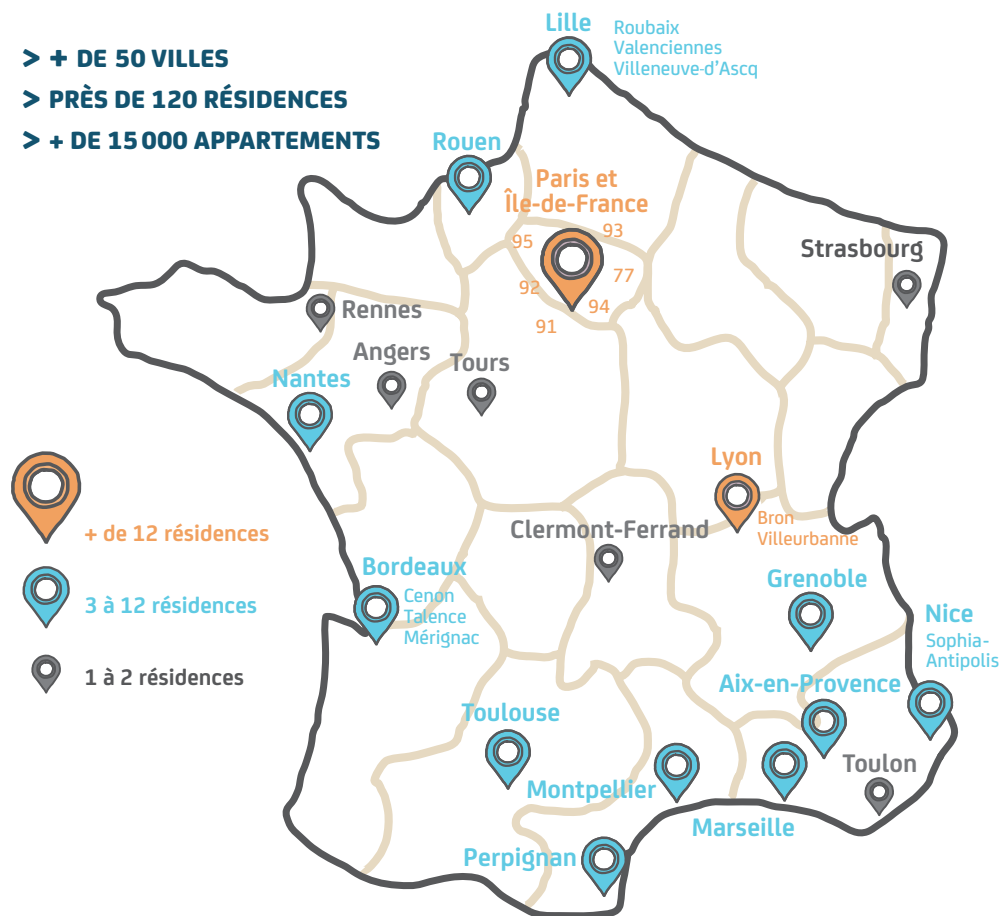 > + DE 50 VILLES
> PRÈS DE 120 RÉSIDENCES
> + DE 15 000 APPARTEMENTS
Lille
Roubaix
Valenciennes
Villeneuve-d'Ascq
Rouen
Paris et
Île-de-France
95
93
77
92
94
91
Strasbourg
Rennes
Angers
Tours
Nantes
Lyon
Bron
Villeurbanne
Clermont-Ferrand
+ de 12 résidences
3 à 12 résidences
1 à 2 résidences
Bordeaux
Cenon
Talence
Mérignac
Grenoble
Nice
Sophia-
Antipolis
Aix-en-Provence
Toulouse
Toulon
Montpellier
Marseille
Perpignan